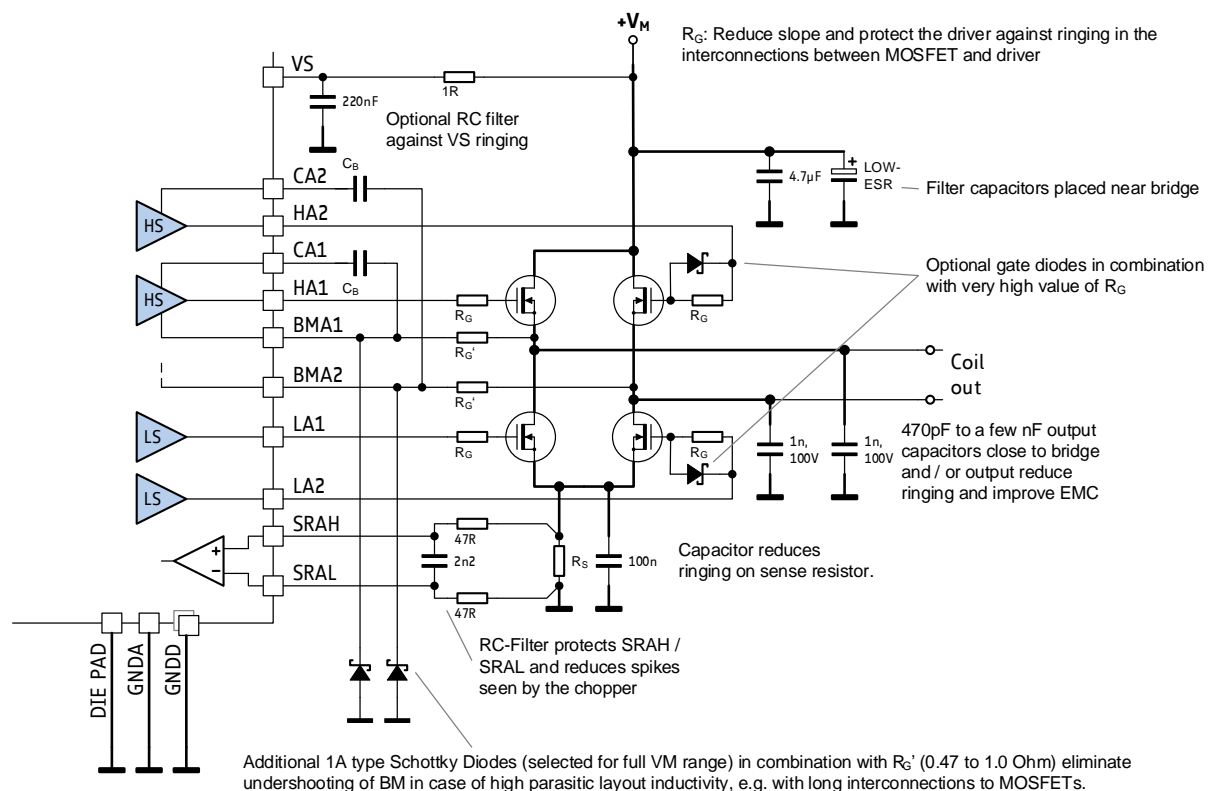 +VM
RG: Reduce slope and protect the driver against ringing in the
interconnections between MOSFET and driver
VS
220nF
1R
Optional RC filter
against VS ringing
4.7µF
+
LOW-
ESR
Filter capacitors placed near bridge
CA2
CB
HS
HA2
CA1
CB
HS
HA1
RG
RG
Optional gate diodes in combination
with very high value of RG
BMA1
RG'
Coil
out
BMA2
RG'
LS
LA1
RG
RG
1n,
100V
1n,
100V
470pF to a few nF output
capacitors close to bridge
and / or output reduce
ringing and improve EMC
LS
LA2
SRAH
+
−
47R
2n2
RS
100n
Capacitor reduces
ringing on sense resistor.
SRAL
47R
RC-Filter protects SRAH /
SRAL and reduces spikes
seen by the chopper
DIE PAD
GNDA
GNDD
Additional 1A type Schottky Diodes (selected for full VM range) in combination with RG' (0.47 to 1.0 Ohm) eliminate
undershooting of BM in case of high parasitic layout inductivity, e.g. with long interconnections to MOSFETs.